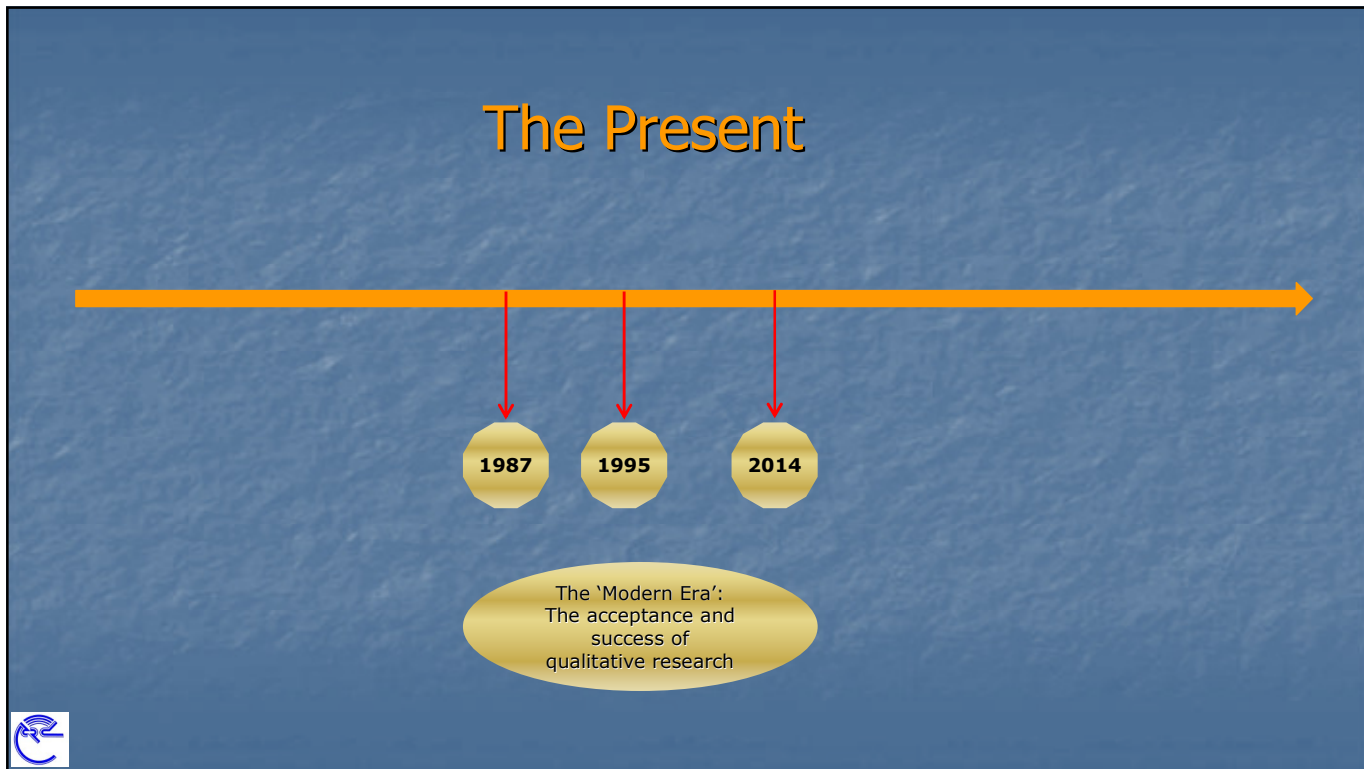 The Present
1987 1995 2014
The ‘Modern Era’:
The acceptance and
success of
qualitative research